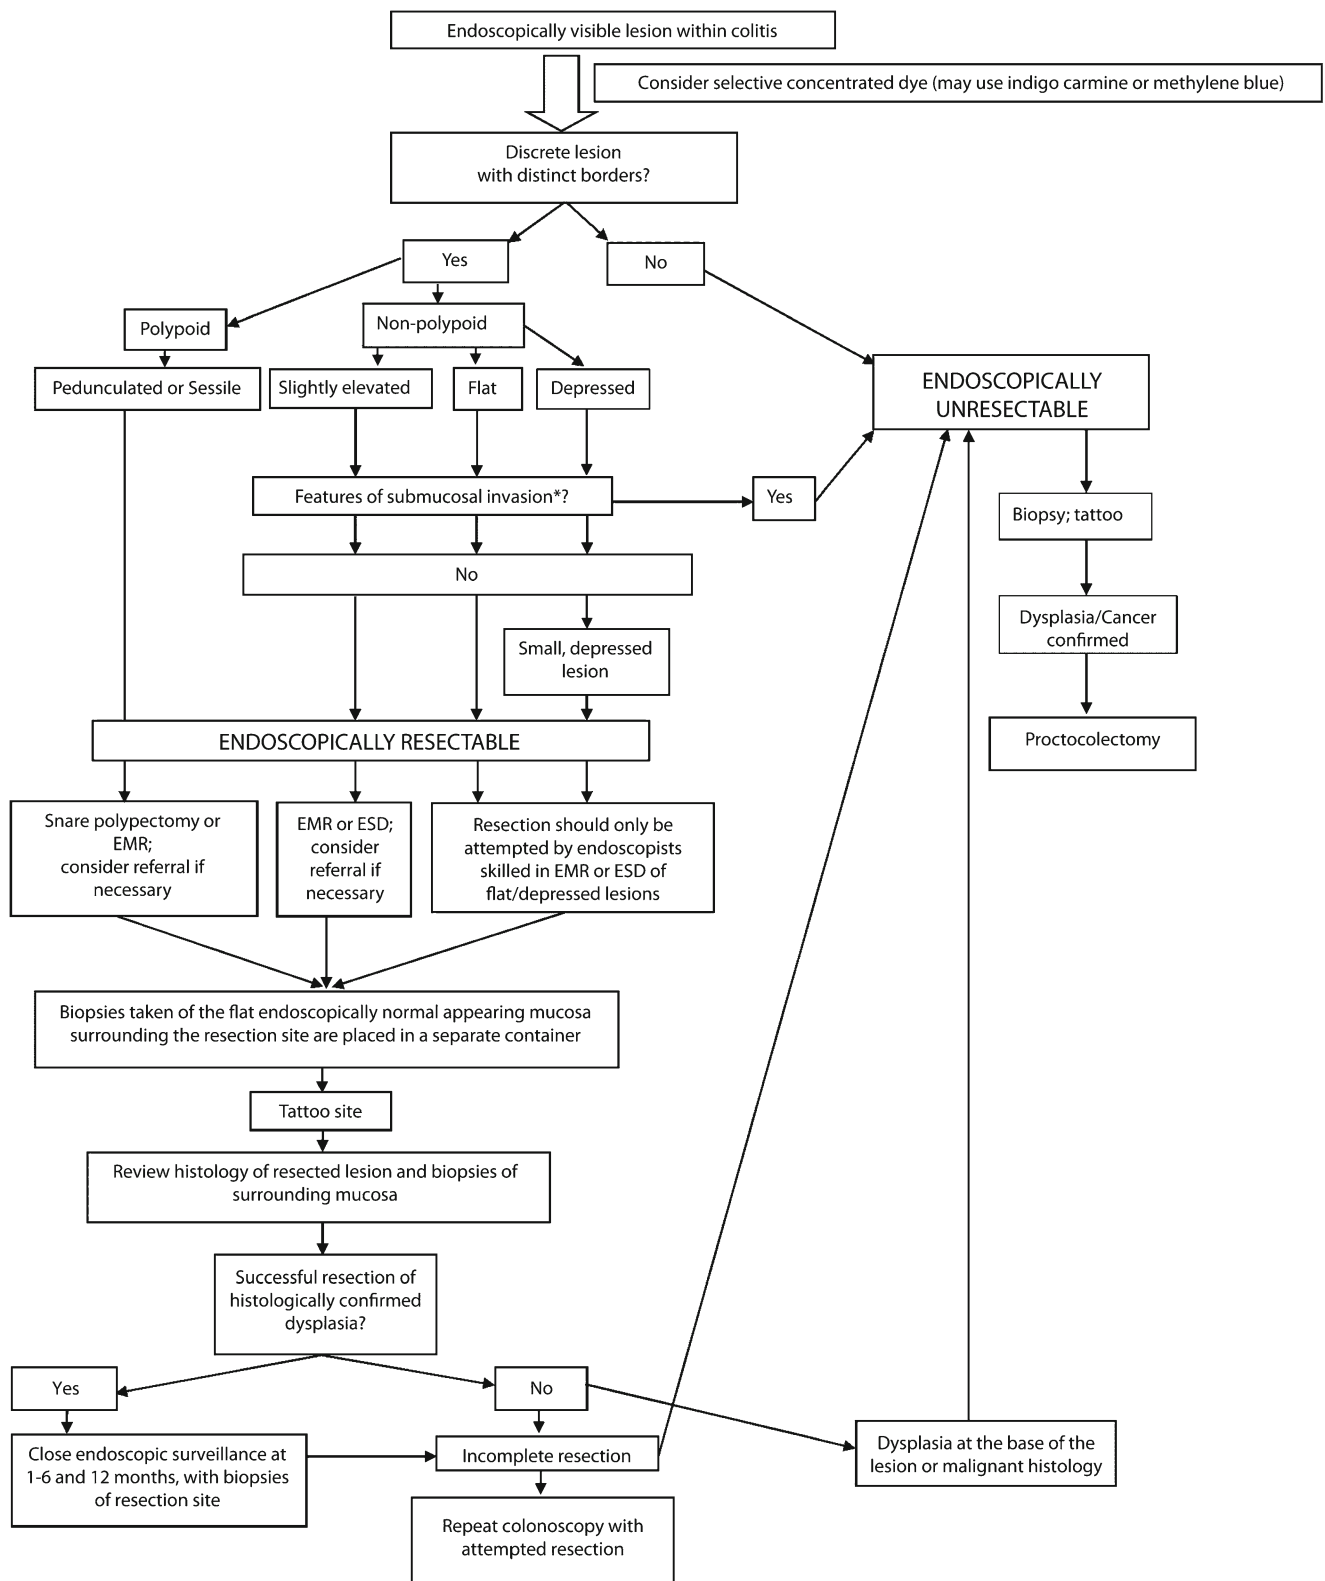 Endoscopically visible lesion within colitis
Consider selective concentrated dye (may use indigo carmine or methylene blue)
Discrete lesion
with distinct borders?
Yes
No
Polypoid
Non-polypoid
Pedunculated or Sessile
Slightly elevated
Flat
Depressed
ENDOSCOPICALLY
UNRESECTABLE
Features of submucosal invasion*?
Yes
Biopsy; tattoo
No
Dysplasia/Cancer
confirmed
Small, depressed
lesion
Proctocolectomy
ENDOSCOPICALLY RESECTABLE
Snare polypectomy or
EMR;
consider referral if
necessary
EMR or ESD;
consider
referral if
necessary
Resection should only be
attempted by endoscopists
skilled in EMR or ESD of
flat/depressed lesions
Biopsies taken of the flat endoscopically normal appearing mucosa
surrounding the resection site are placed in a separate container
Tattoo site
Review histology of resected lesion and biopsies of
surrounding mucosa
Successful resection of
histologically confirmed
dysplasia?
Yes
No
Close endoscopic surveillance at
1-6 and 12 months, with biopsies
of resection site
Incomplete resection
Dysplasia at the base of the
lesion or malignant histology
Repeat colonoscopy with
attempted resection